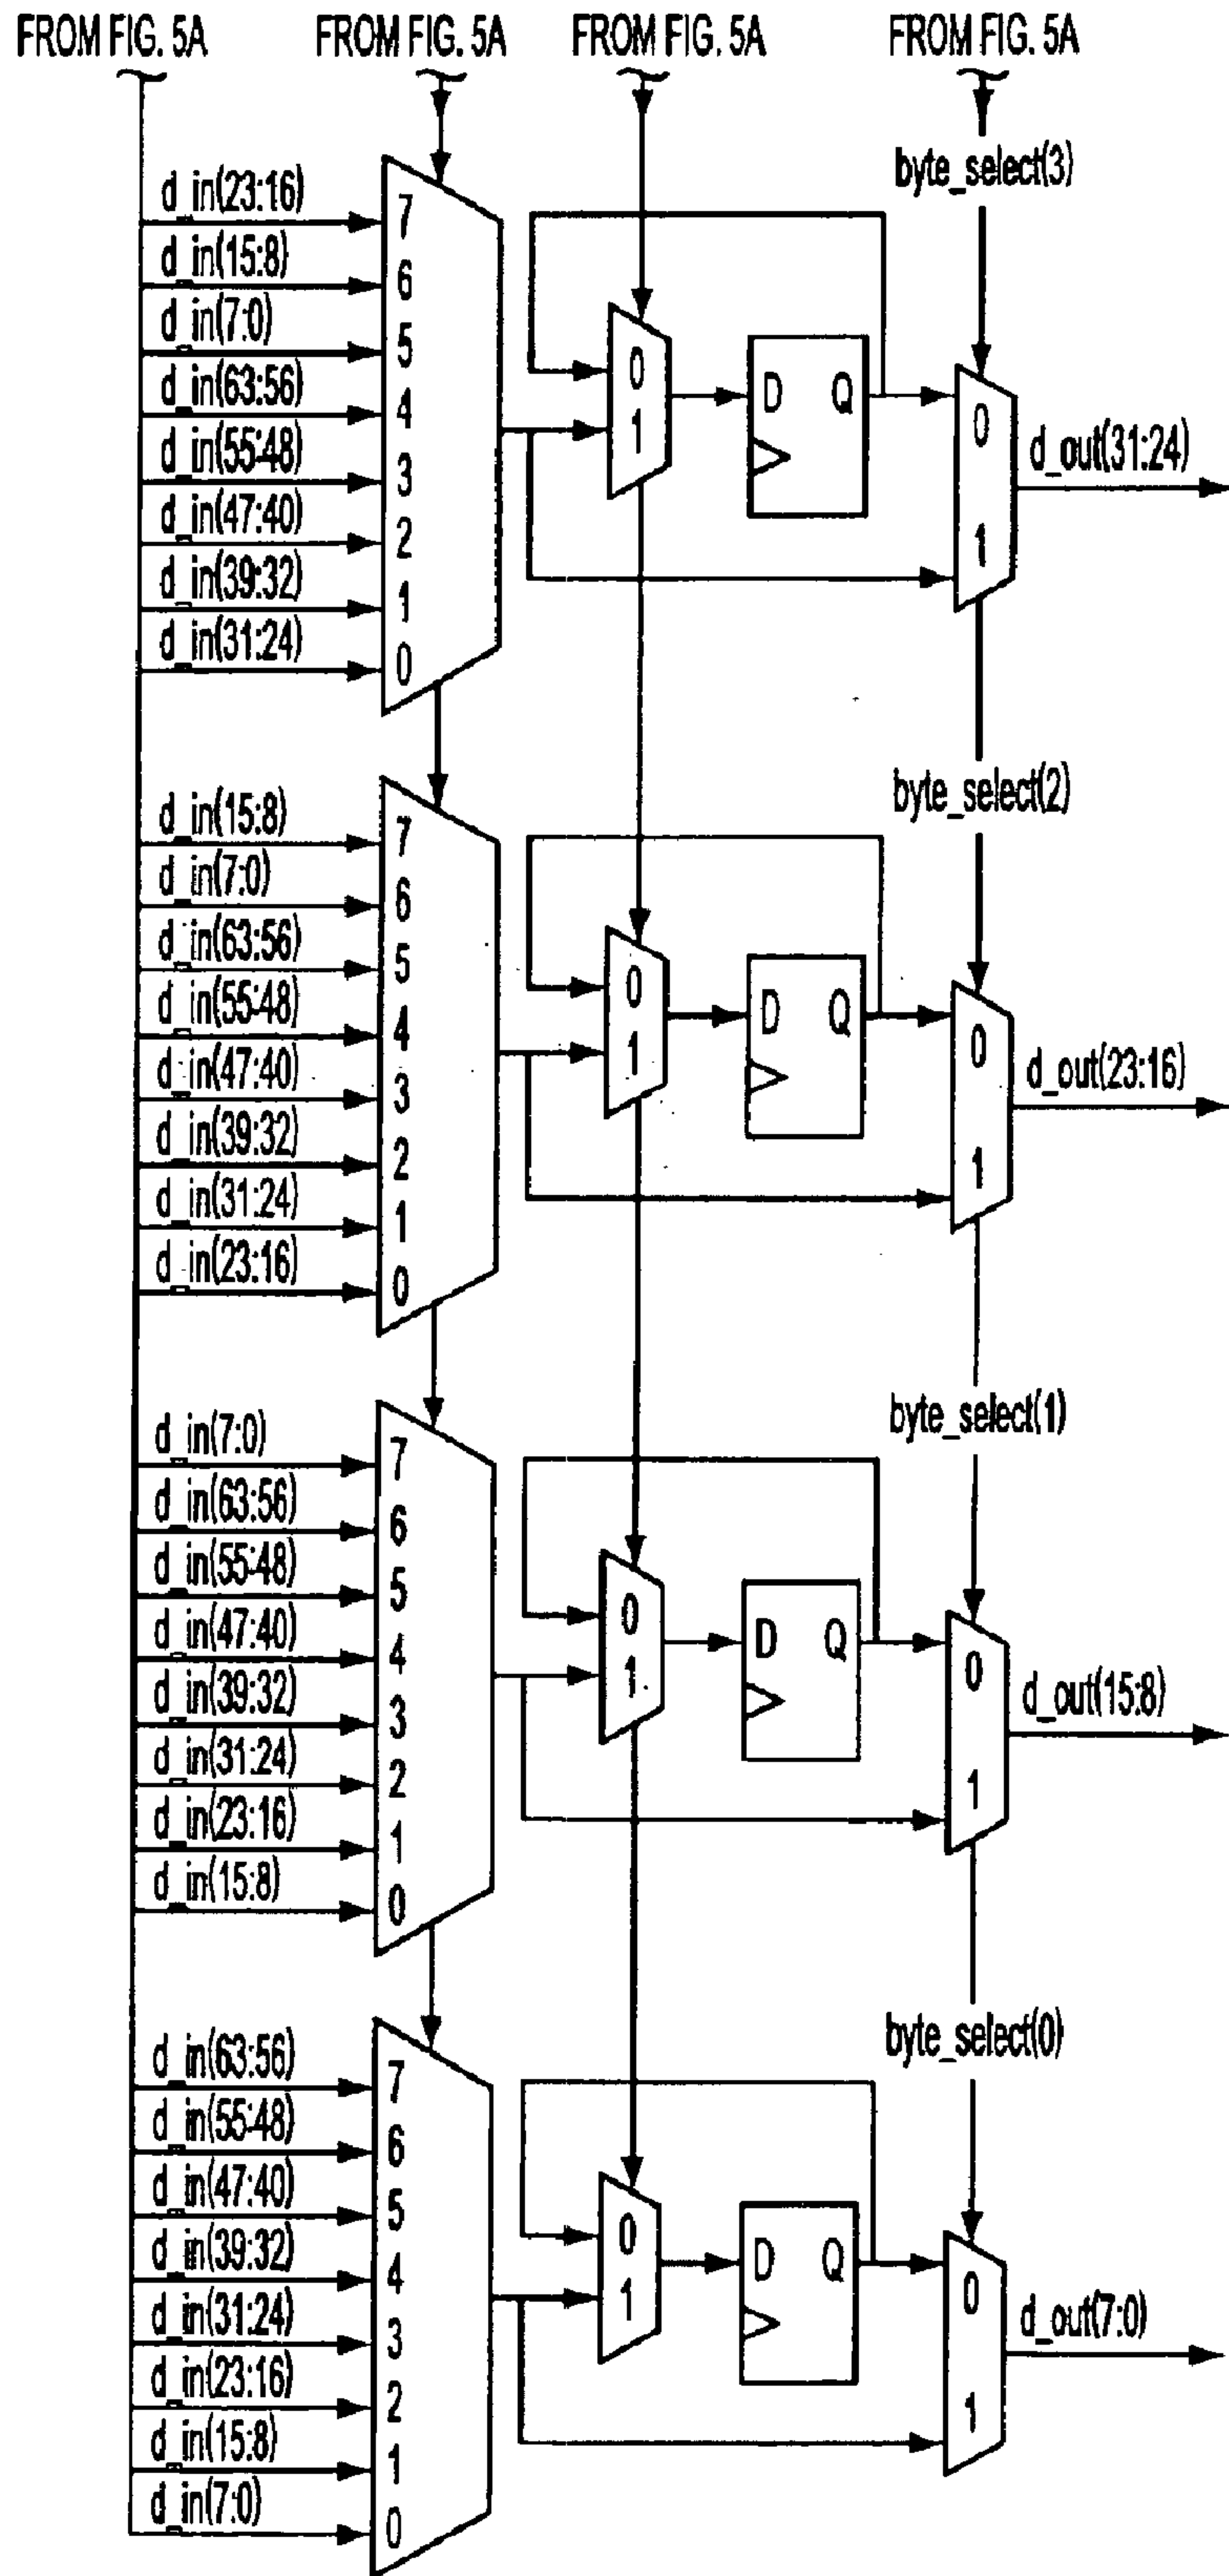 FROM FIG. 5A FROM FIG. 5A FROM FIG. 5A FROM FIG. 5A
byte_select(3)
d_in(23:16) 7
d_in(15:8) 6
d_in(7:0) 5
d_in(63:56) 4
d_in(55:48) 3
d_in(47:40) 2
d_in(39:32) 1
d_in(31:24) 0
0
1
D Q
0
1
d_out(31:24)
byte_select(2)
d_in(15:8) 7
d_in(7:0) 6
d_in(63:56) 5
d_in(55:48) 4
d_in(47:40) 3
d_in(39:32) 2
d_in(31:24) 1
d_in(23:16) 0
0
1
D Q
0
1
d_out(23:16)
byte_select(1)
d_in(7:0) 7
d_in(63:56) 6
d_in(55:48) 5
d_in(47:40) 4
d_in(39:32) 3
d_in(31:24) 2
d_in(23:16) 1
d_in(15:8) 0
0
1
D Q
0
1
d_out(15:8)
byte_select(0)
d_in(63:56) 7
d_in(55:48) 6
d_in(47:40) 5
d_in(39:32) 4
d_in(31:24) 3
d_in(23:16) 2
d_in(15:8) 1
d_in(7:0) 0
0
1
D Q
0
1
d_out(7:0)